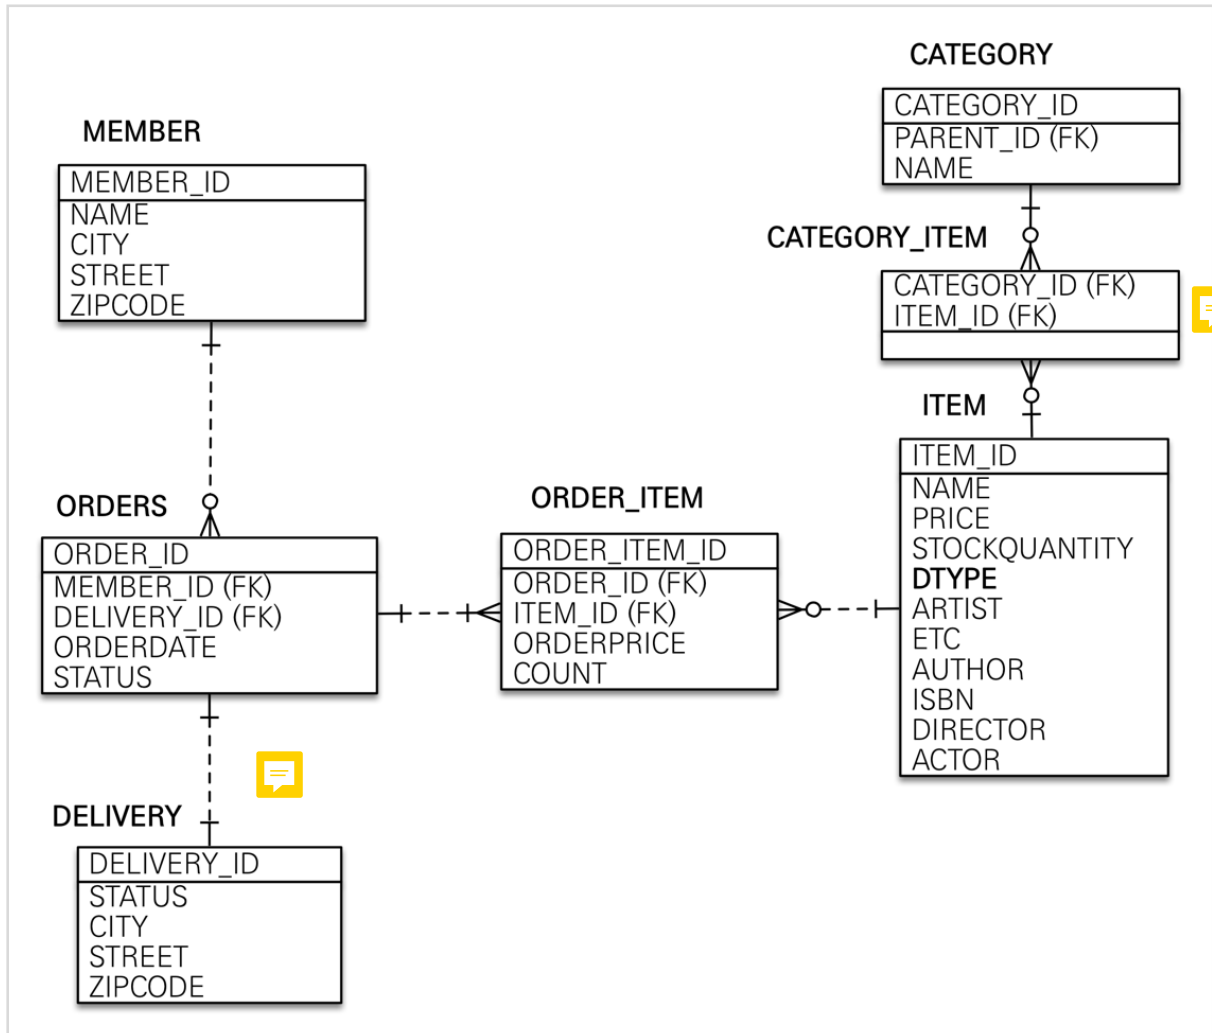 CATEGORY
CATEGORY_ID
PARENT_ID (FK)
NAME
MEMBER
MEMBER_ID
NAME
CITY
STREET
ZIPCODE
CATEGORY_ITEM
CATEGORY_ID (FK)
ITEM_ID (FK)
ITEM
ITEM_ID
NAME
PRICE
STOCKQUANTITY
DTYPE
ARTIST
ETC
AUTHOR
ISBN
DIRECTOR
ACTOR
ORDERS
ORDER_ID
MEMBER_ID (FK)
DELIVERY_ID (FK)
ORDERDATE
STATUS
ORDER_ITEM
ORDER_ITEM_ID
ORDER_ID (FK)
ITEM_ID (FK)
ORDERPRICE
COUNT
DELIVERY
DELIVERY_ID
STATUS
CITY
STREET
ZIPCODE